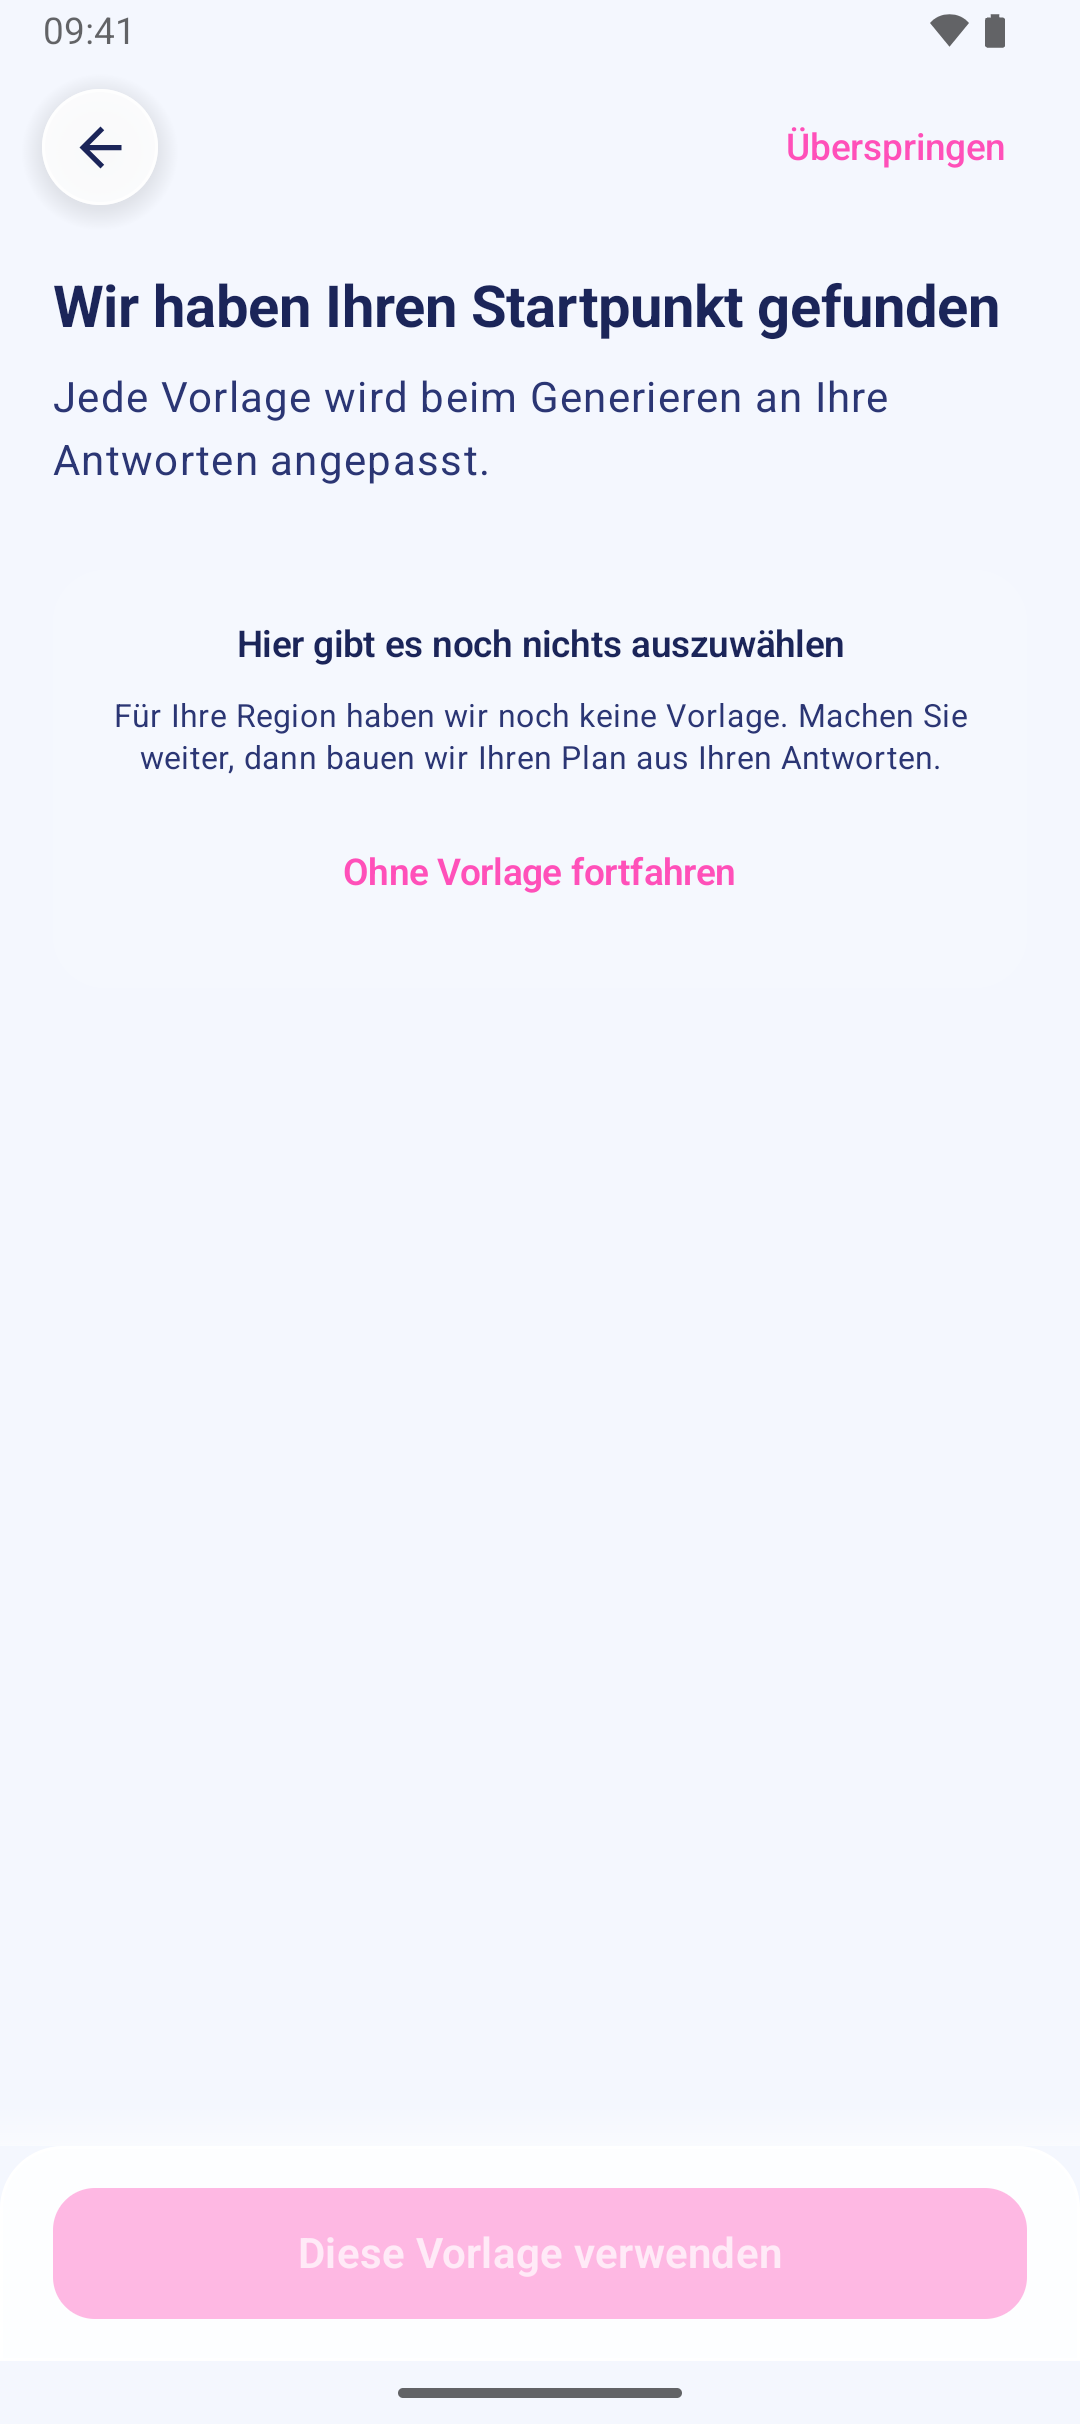 09:41
Überspringen
Wir haben Ihren Startpunkt gefunden
Jede Vorlage wird beim Generieren an Ihre
Antworten angepasst.
Hier gibt es noch nichts auszuwählen
Für Ihre Region haben wir noch keine Vorlage. Machen Sie
weiter, dann bauen wir Ihren Plan aus Ihren Antworten.
Ohne Vorlage fortfahren
Diese Vorlage verwenden